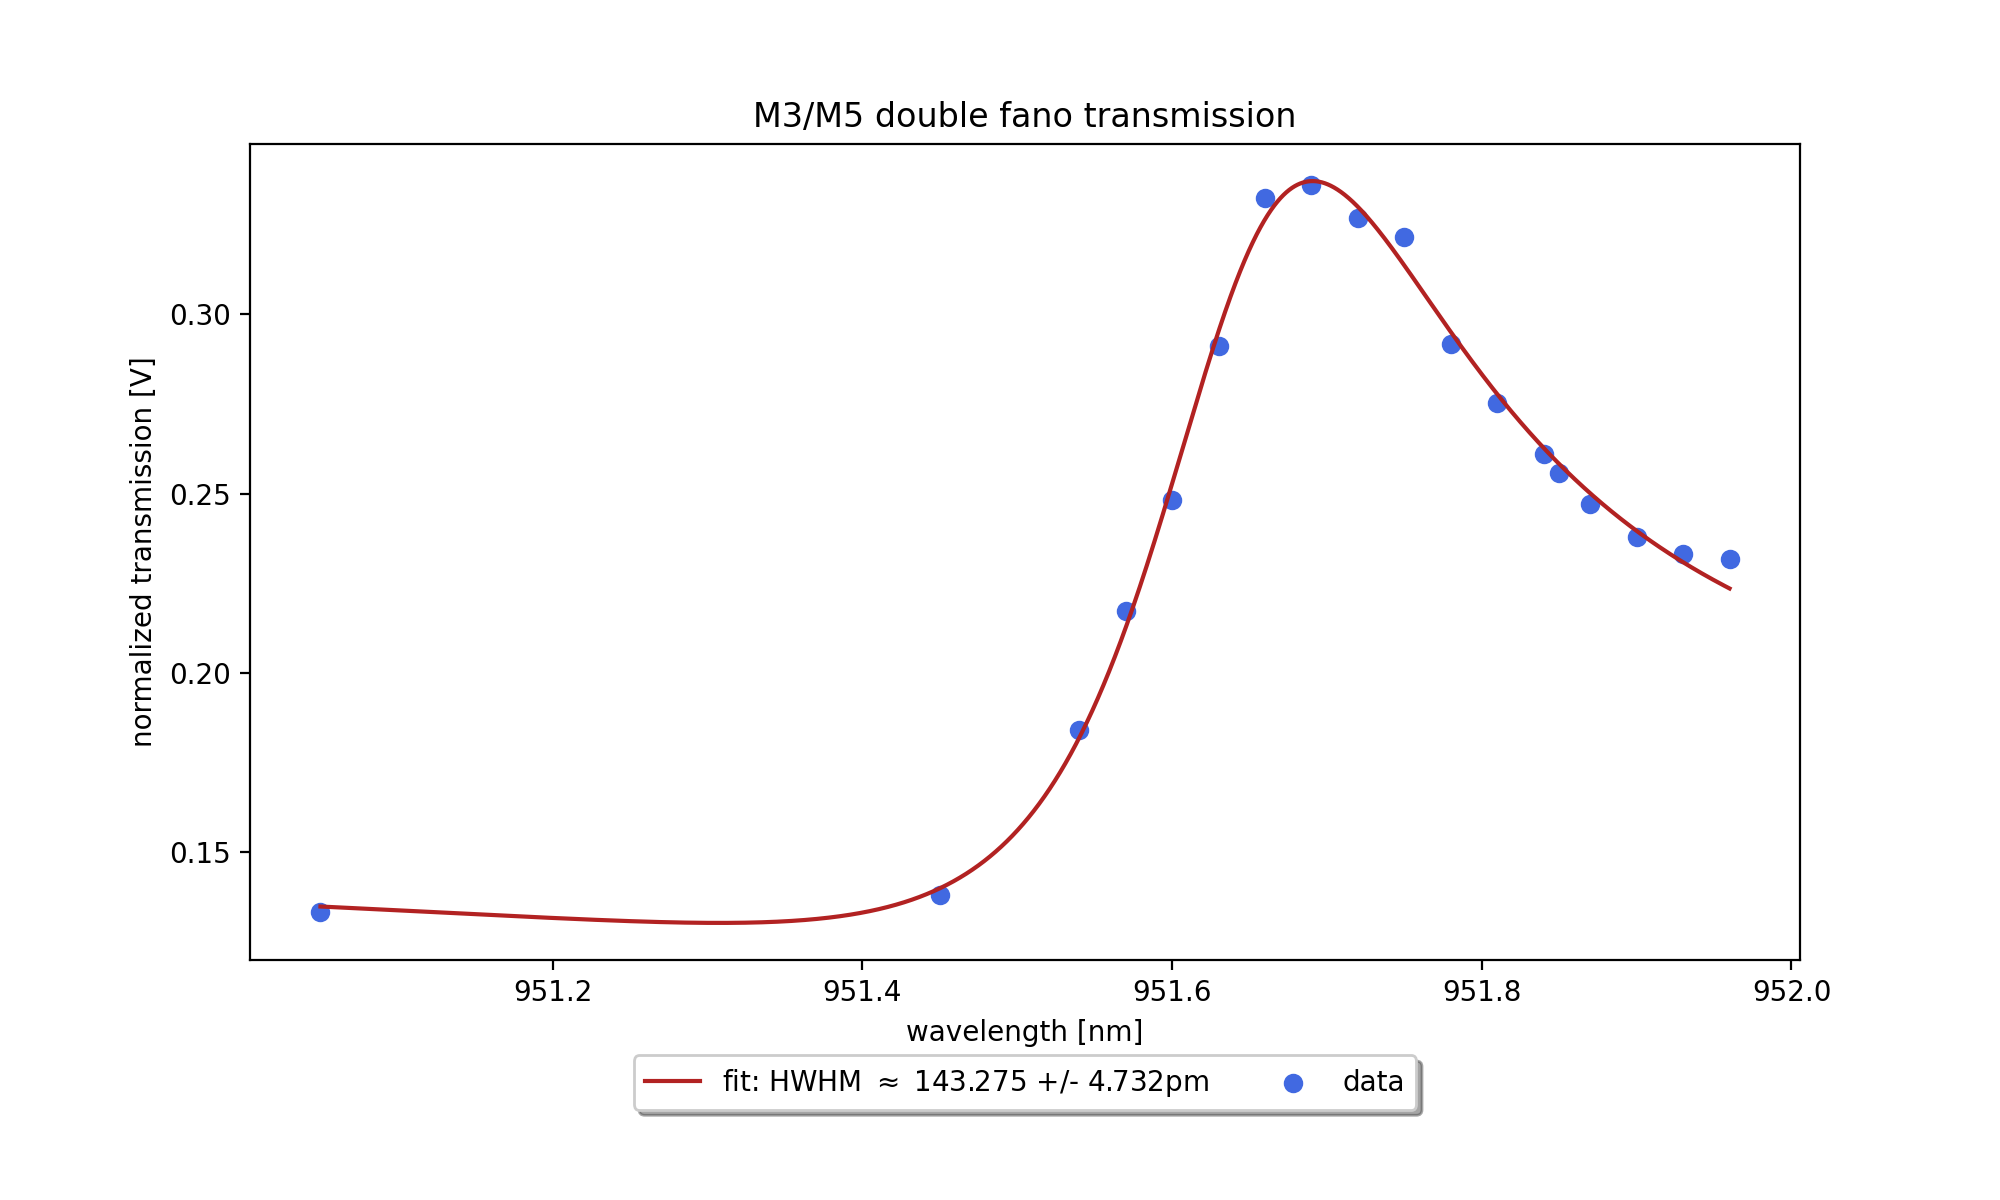 M3/M5 double fano transmission
normalized transmission [V]
0.30
0.25
0.20
0.15
951.2 951.4 951.6 951.8 952.0
wavelength [nm]
fit: HWHM ≈ 143.275 +/- 4.732pm data